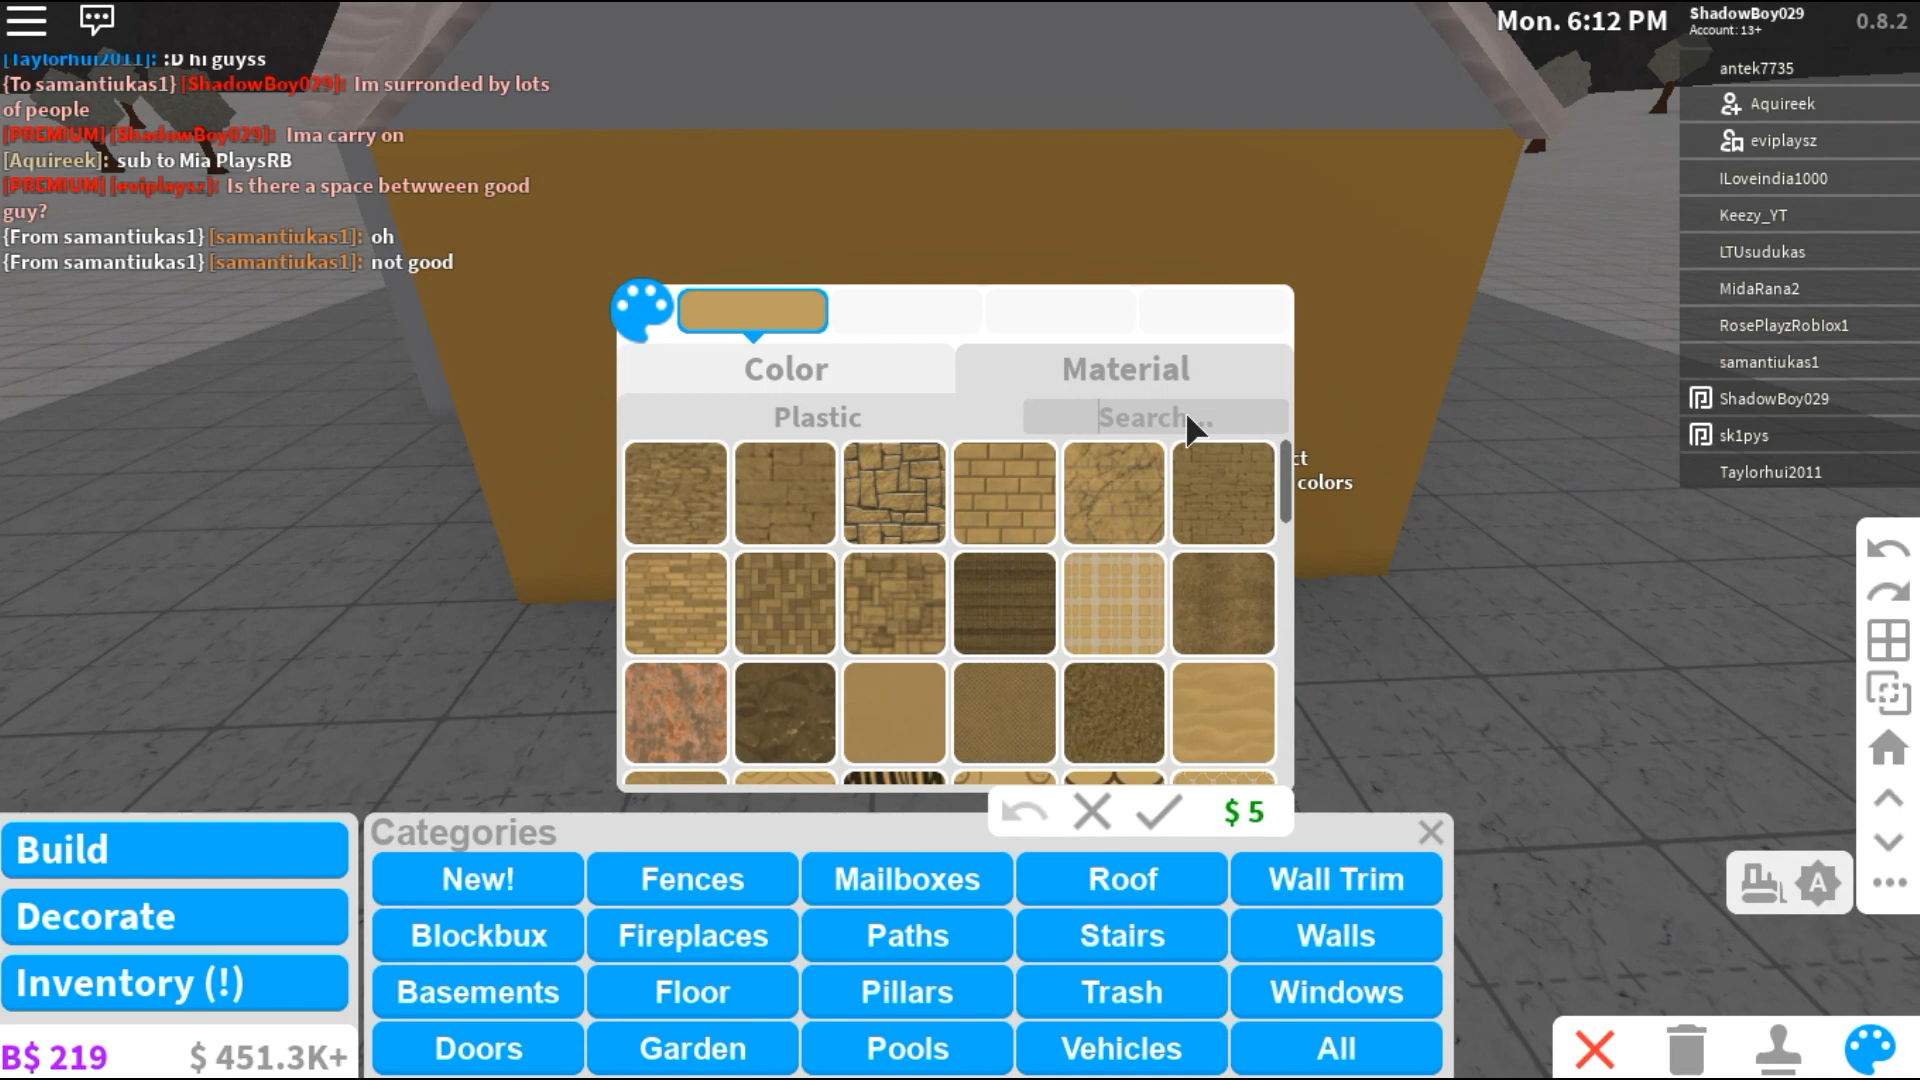 Mon. 6:12 PM
ShadowBoy029
Account: 13+
0.8.2
[Taylorhui2011]: :D hi guyss
{To samantiukas1} [ShadowBoy029]: Im surronded by lots
of people
[PREMIUM] [ShadowBoy029]: Ima carry on
[Aquireek]: sub to Mia PlaysRB
[PREMIUM] [eviplaysz]: Is there a space betwween good
guy?
{From samantiukas1} [samantiukas1]: oh
{From samantiukas1} [samantiukas1]: not good
antek7735
Aquireek
eviplaysz
ILoveindia1000
Keezy_YT
LTUsudukas
MidaRana2
RosePlayzRoblox1
samantiukas1
ShadowBoy029
sk1pys
Taylorhui2011
Color
Material
Plastic
Search...
ct
colors
$ 5
Build
Decorate
Inventory (!)
B$ 219
$ 451.3K+
Categories
New!
Fences
Mailboxes
Roof
Wall Trim
Blockbux
Fireplaces
Paths
Stairs
Walls
Basements
Floor
Pillars
Trash
Windows
Doors
Garden
Pools
Vehicles
All
A